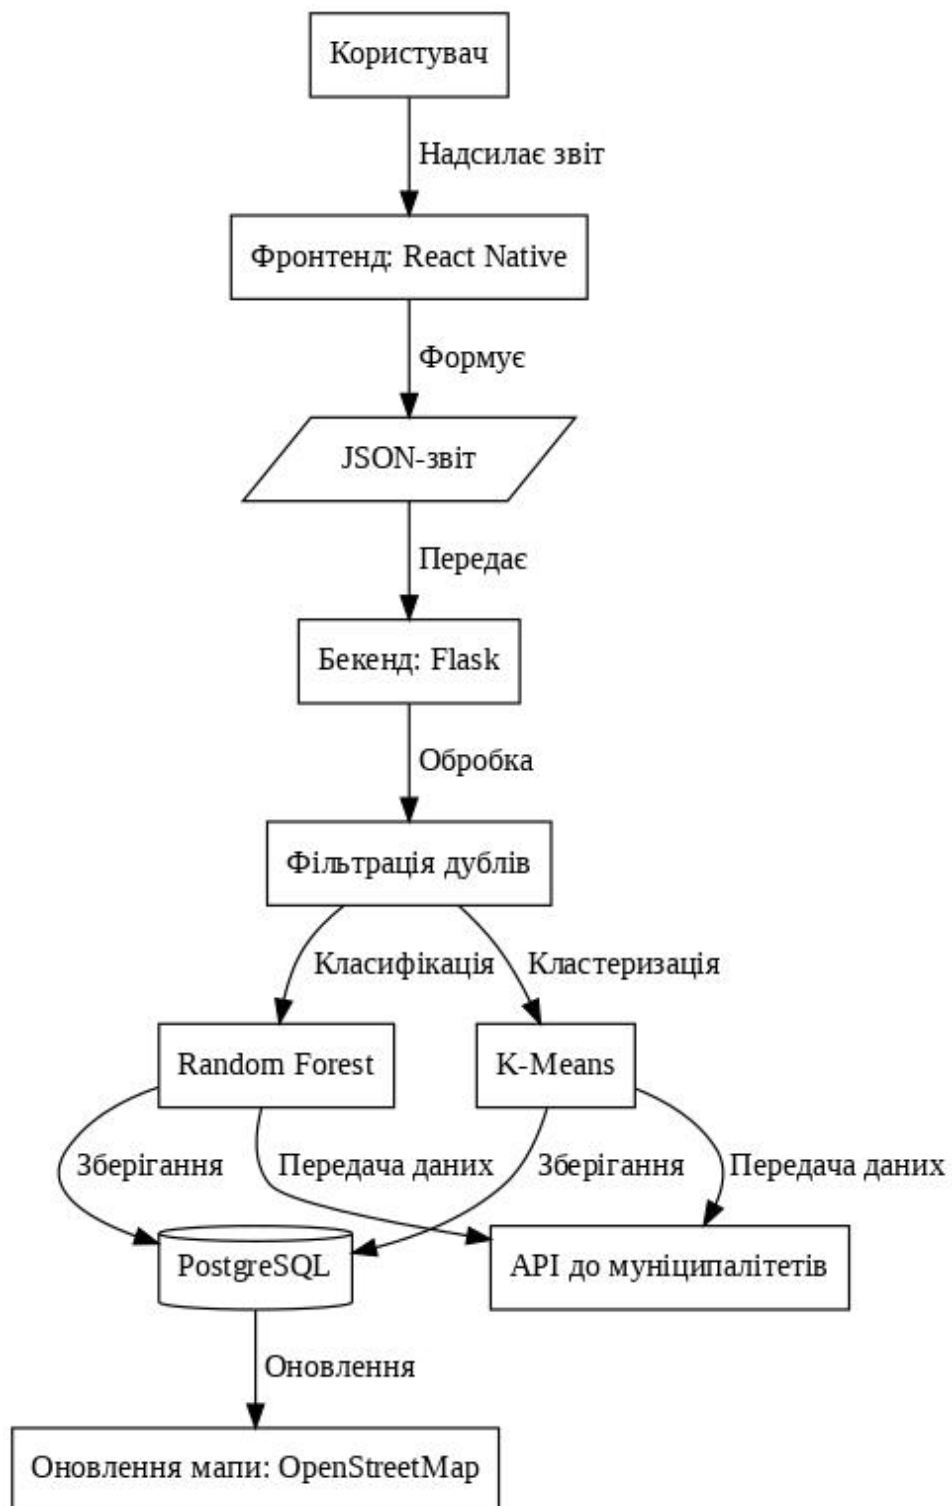 Користувач
Надсилає звіт
Фронтенд: React Native
Формує
JSON-звіт
Передає
Бекенд: Flask
Обробка
Фільтрація дублів
Класифікація
Кластеризація
Random Forest
K-Means
Зберігання
Передача даних
Зберігання
Передача даних
PostgreSQL
API до муніципалітетів
Оновлення
Оновлення мапи: OpenStreetMap